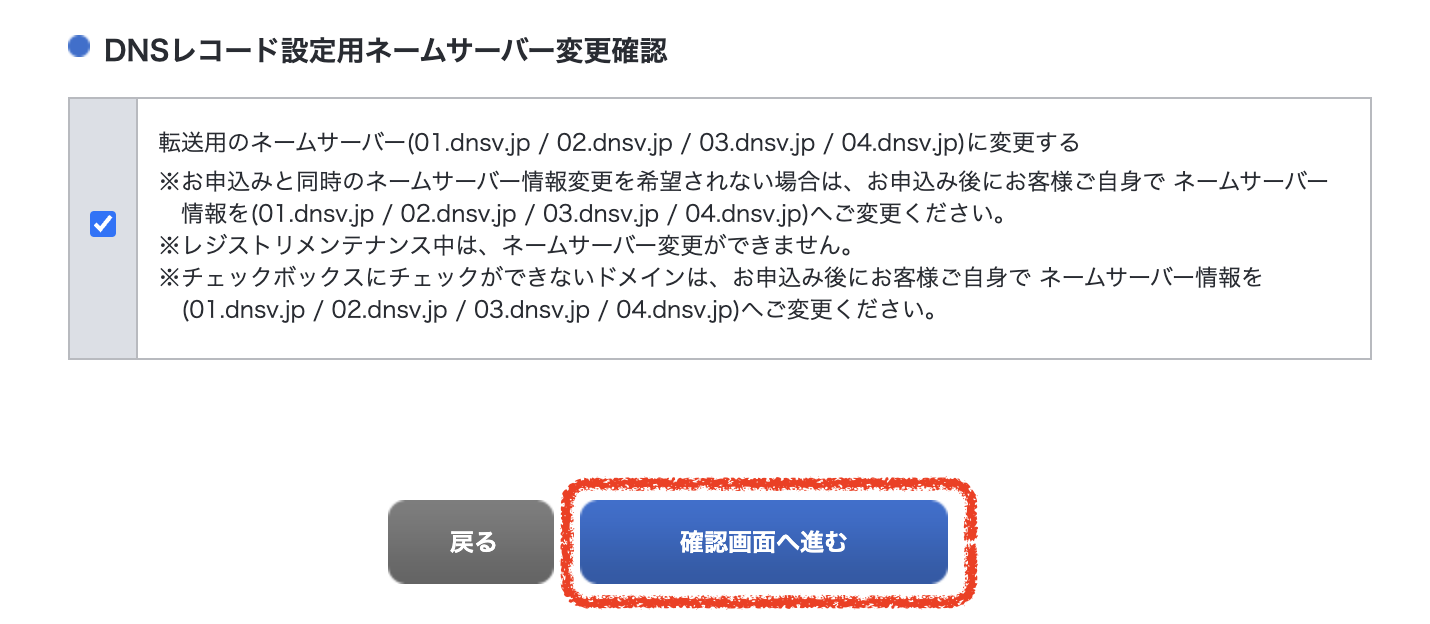 DNSレコード設定用ネームサーバー変更確認
転送用のネームサーバー(01.dnsv.jp / 02.dnsv.jp / 03.dnsv.jp / 04.dnsv.jp)に変更する
※お申込みと同時のネームサーバー情報変更を希望されない場合は、お申込み後にお客様ご自身で ネームサーバー
情報を(01.dnsv.jp / 02.dnsv.jp / 03.dnsv.jp / 04.dnsv.jp)へご変更ください。
※レジストリメンテナンス中は、ネームサーバー変更ができません。
※チェックボックスにチェックができないドメインは、お申込み後にお客様ご自身で ネームサーバー情報を
(01.dnsv.jp / 02.dnsv.jp / 03.dnsv.jp / 04.dnsv.jp)へご変更ください。
戻る
確認画面へ進む